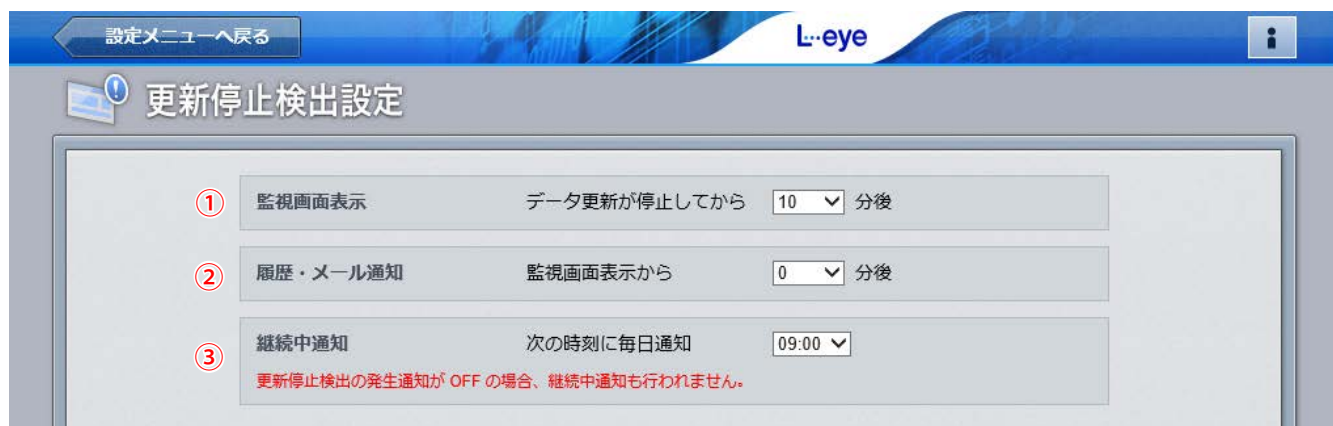 設定メニューへ戻る
L…eye
更新停止検出設定
① 監視画面表示 データ更新が停止してから 10 分後
② 履歴・メール通知 監視画面表示から 0 分後
③ 継続中通知 次の時刻に毎日通知 09:00
更新停止検出の発生通知が OFF の場合、継続中通知も行われません。